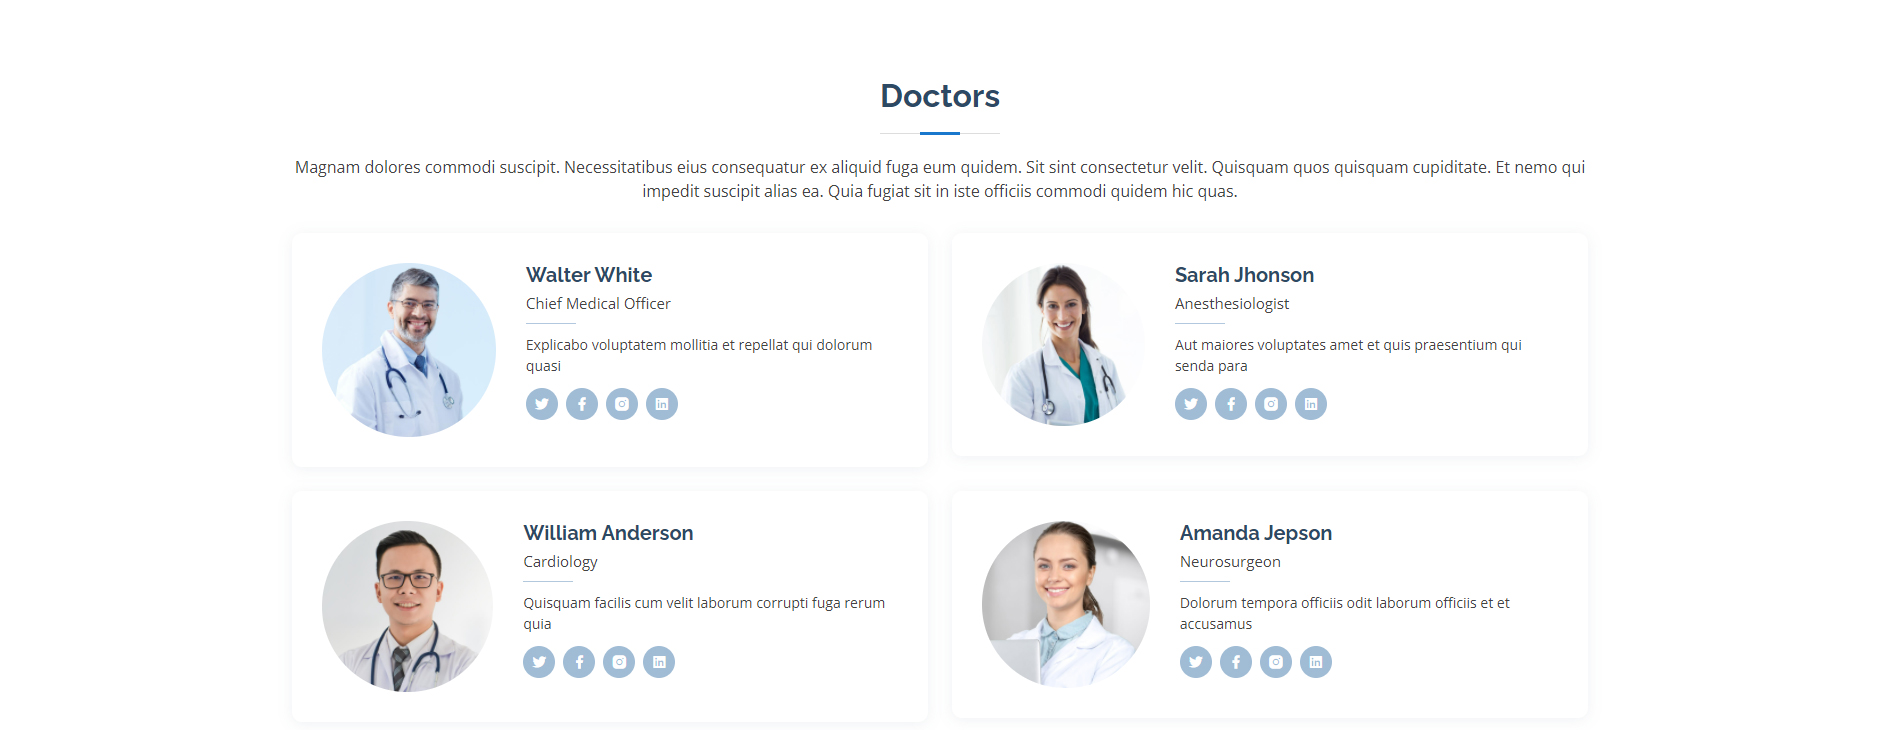 Doctors
Magnam dolores commodi suscipit. Necessitatibus eius consequatur ex aliquid fuga eum quidem. Sit sint consectetur velit. Quisquam quos quisquam cupiditate. Et nemo qui
impedit suscipit alias ea. Quia fugiat sit in iste officiis commodi quidem hic quas.
Walter White
Chief Medical Officer
Explicabo voluptatem mollitia et repellat qui dolorum
quasi
Sarah Jhonson
Anesthesiologist
Aut maiores voluptates amet et quis praesentium qui
senda para
William Anderson
Cardiology
Quisquam facilis cum velit laborum corrupti fuga rerum
quia
Amanda Jepson
Neurosurgeon
Dolorum tempora officiis odit laborum officiis et et
accusamus